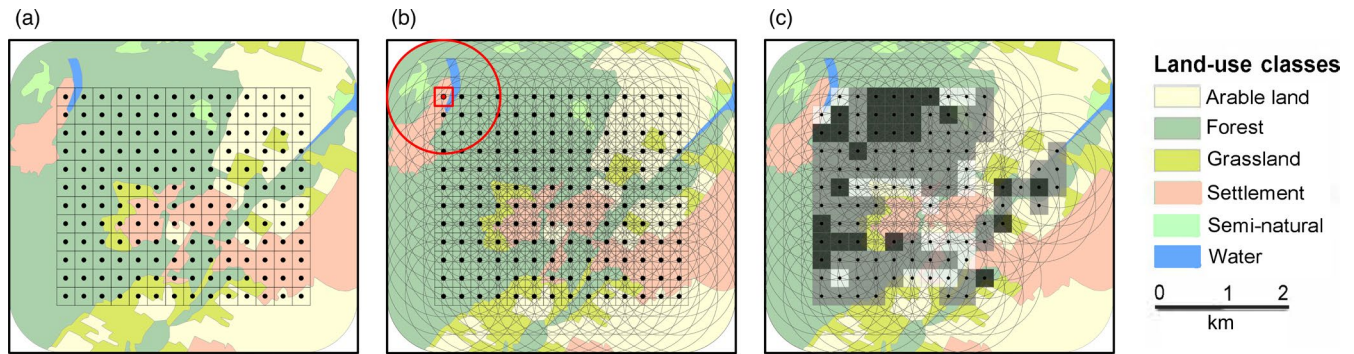 (a)
(b)
(c)
Land-use classes
Arable land
Forest
Grassland
Settlement
Semi-natural
Water
0 1 2
km